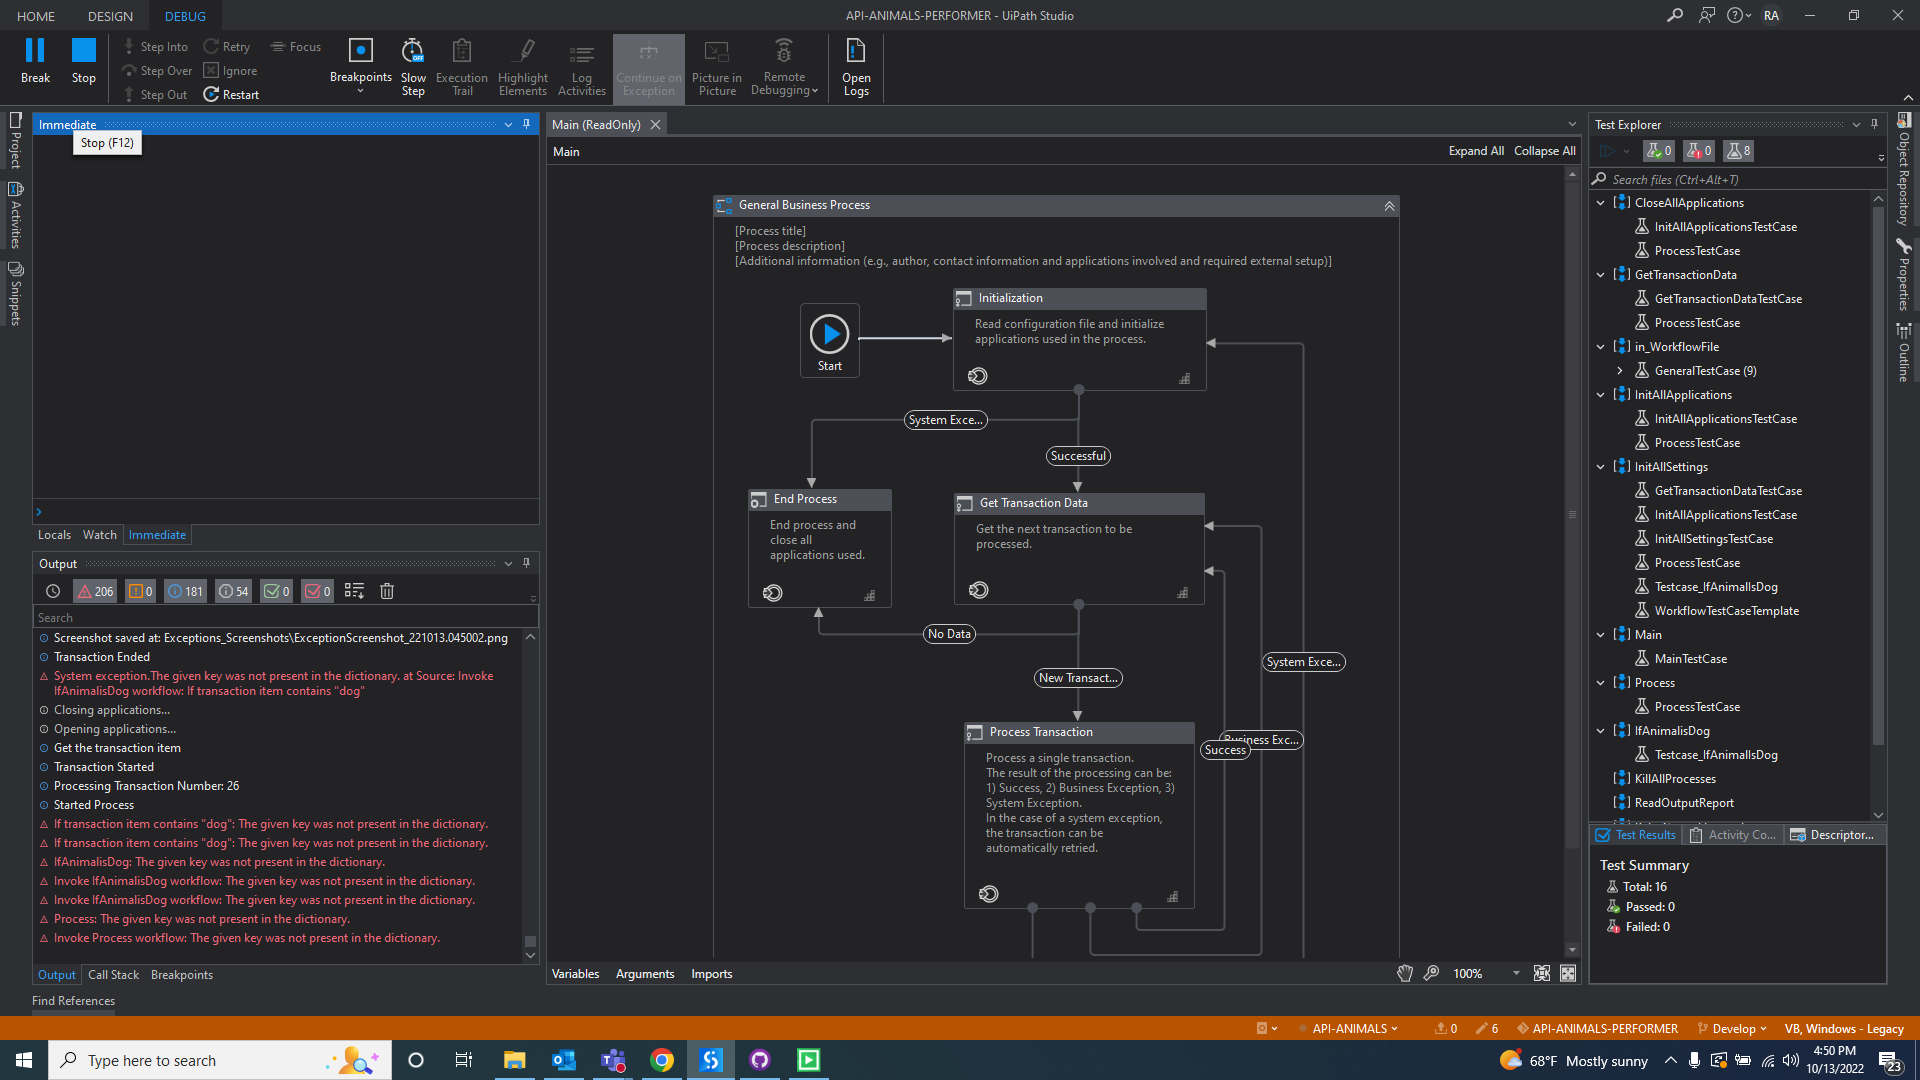 HOME
DESIGN
DEBUG
API-ANIMALS-PERFORMER - UiPath Studio
RA
Break
Stop
Step Into
Step Over
Step Out
Retry
Ignore
Restart
Focus
Breakpoints
Slow Step
Execution Trail
Highlight Elements
Log Activities
Continue on Exception
Picture in Picture
Remote Debugging
Open Logs
Project
Activities
Snippets
Immediate
Stop (F12)
Locals
Watch
Immediate
Output
206
0
181
54
0
0
Search
Screenshot saved at: Exceptions_Screenshots\ExceptionScreenshot_221013.045002.png
Transaction Ended
System exception.The given key was not present in the dictionary. at Source: Invoke
IfAnimalisDog workflow: If transaction item contains "dog"
Closing applications...
Opening applications...
Get the transaction item
Transaction Started
Processing Transaction Number: 26
Started Process
If transaction item contains "dog": The given key was not present in the dictionary.
If transaction item contains "dog": The given key was not present in the dictionary.
IfAnimalisDog: The given key was not present in the dictionary.
Invoke IfAnimalisDog workflow: The given key was not present in the dictionary.
Invoke IfAnimalisDog workflow: The given key was not present in the dictionary.
Process: The given key was not present in the dictionary.
Invoke Process workflow: The given key was not present in the dictionary.
Output
Call Stack
Breakpoints
Find References
Main (ReadOnly)
Main
Expand All
Collapse All
General Business Process
[Process title]
[Process description]
[Additional information (e.g., author, contact information and applications involved and required external setup)]
Start
Initialization
Read configuration file and initialize
applications used in the process.
System Exce...
Successful
End Process
End process and
close all
applications used.
Get Transaction Data
Get the next transaction to be
processed.
No Data
New Transact...
System Exce...
Business Exc...
Success
Process Transaction
Process a single transaction.
The result of the processing can be:
1) Success, 2) Business Exception, 3)
System Exception.
In the case of a system exception,
the transaction can be
automatically retried.
Variables
Arguments
Imports
100%
Test Explorer
0
0
8
Search files (Ctrl+Alt+T)
CloseAllApplications
InitAllApplicationsTestCase
ProcessTestCase
GetTransactionData
GetTransactionDataTestCase
ProcessTestCase
in_WorkflowFile
GeneralTestCase (9)
InitAllApplications
InitAllApplicationsTestCase
ProcessTestCase
InitAllSettings
GetTransactionDataTestCase
InitAllApplicationsTestCase
InitAllSettingsTestCase
ProcessTestCase
Testcase_IfAnimalIsDog
WorkflowTestCaseTemplate
Main
MainTestCase
Process
ProcessTestCase
IfAnimalisDog
Testcase_IfAnimalIsDog
KillAllProcesses
ReadOutputReport
Test Results
Activity Co...
Descriptor...
Test Summary
Total: 16
Passed: 0
Failed: 0
Object Repository
Properties
Outline
API-ANIMALS
0
6
API-ANIMALS-PERFORMER
Develop
VB, Windows - Legacy
Type here to search
68°F Mostly sunny
4:50 PM
10/13/2022
23